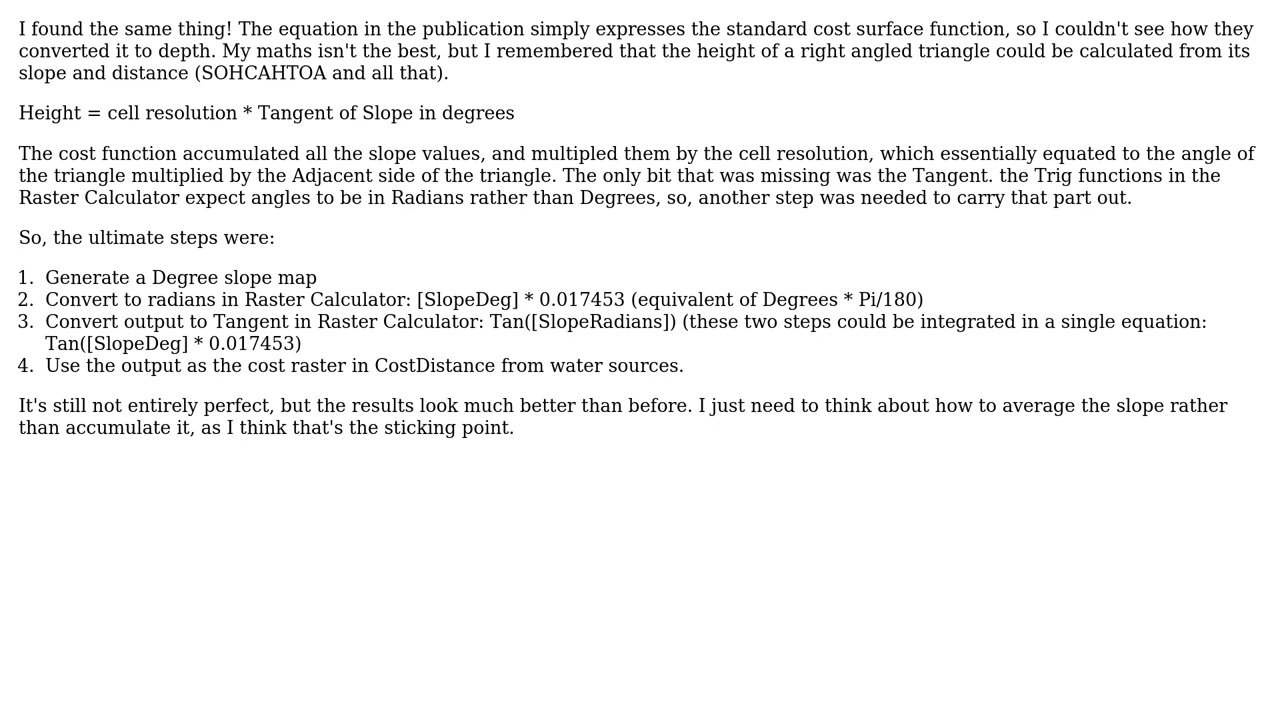 I found the same thing! The equation in the publication simply expresses the standard cost surface function, so I couldn't see how they
converted it to depth. My maths isn't the best, but I remembered that the height of a right angled triangle could be calculated from its
slope and distance (SOHCAHTOA and all that).
Height = cell resolution * Tangent of Slope in degrees
The cost function accumulated all the slope values, and multipled them by the cell resolution, which essentially equated to the angle of
the triangle multiplied by the Adjacent side of the triangle. The only bit that was missing was the Tangent. the Trig functions in the
Raster Calculator expect angles to be in Radians rather than Degrees, so, another step was needed to carry that part out.
So, the ultimate steps were:
1. Generate a Degree slope map
2. Convert to radians in Raster Calculator: [SlopeDeg] * 0.017453 (equivalent of Degrees * Pi/180)
3. Convert output to Tangent in Raster Calculator: Tan([SlopeRadians]) (these two steps could be integrated in a single equation:
Tan([SlopeDeg] * 0.017453)
4. Use the output as the cost raster in CostDistance from water sources.
It's still not entirely perfect, but the results look much better than before. I just need to think about how to average the slope rather
than accumulate it, as I think that's the sticking point.